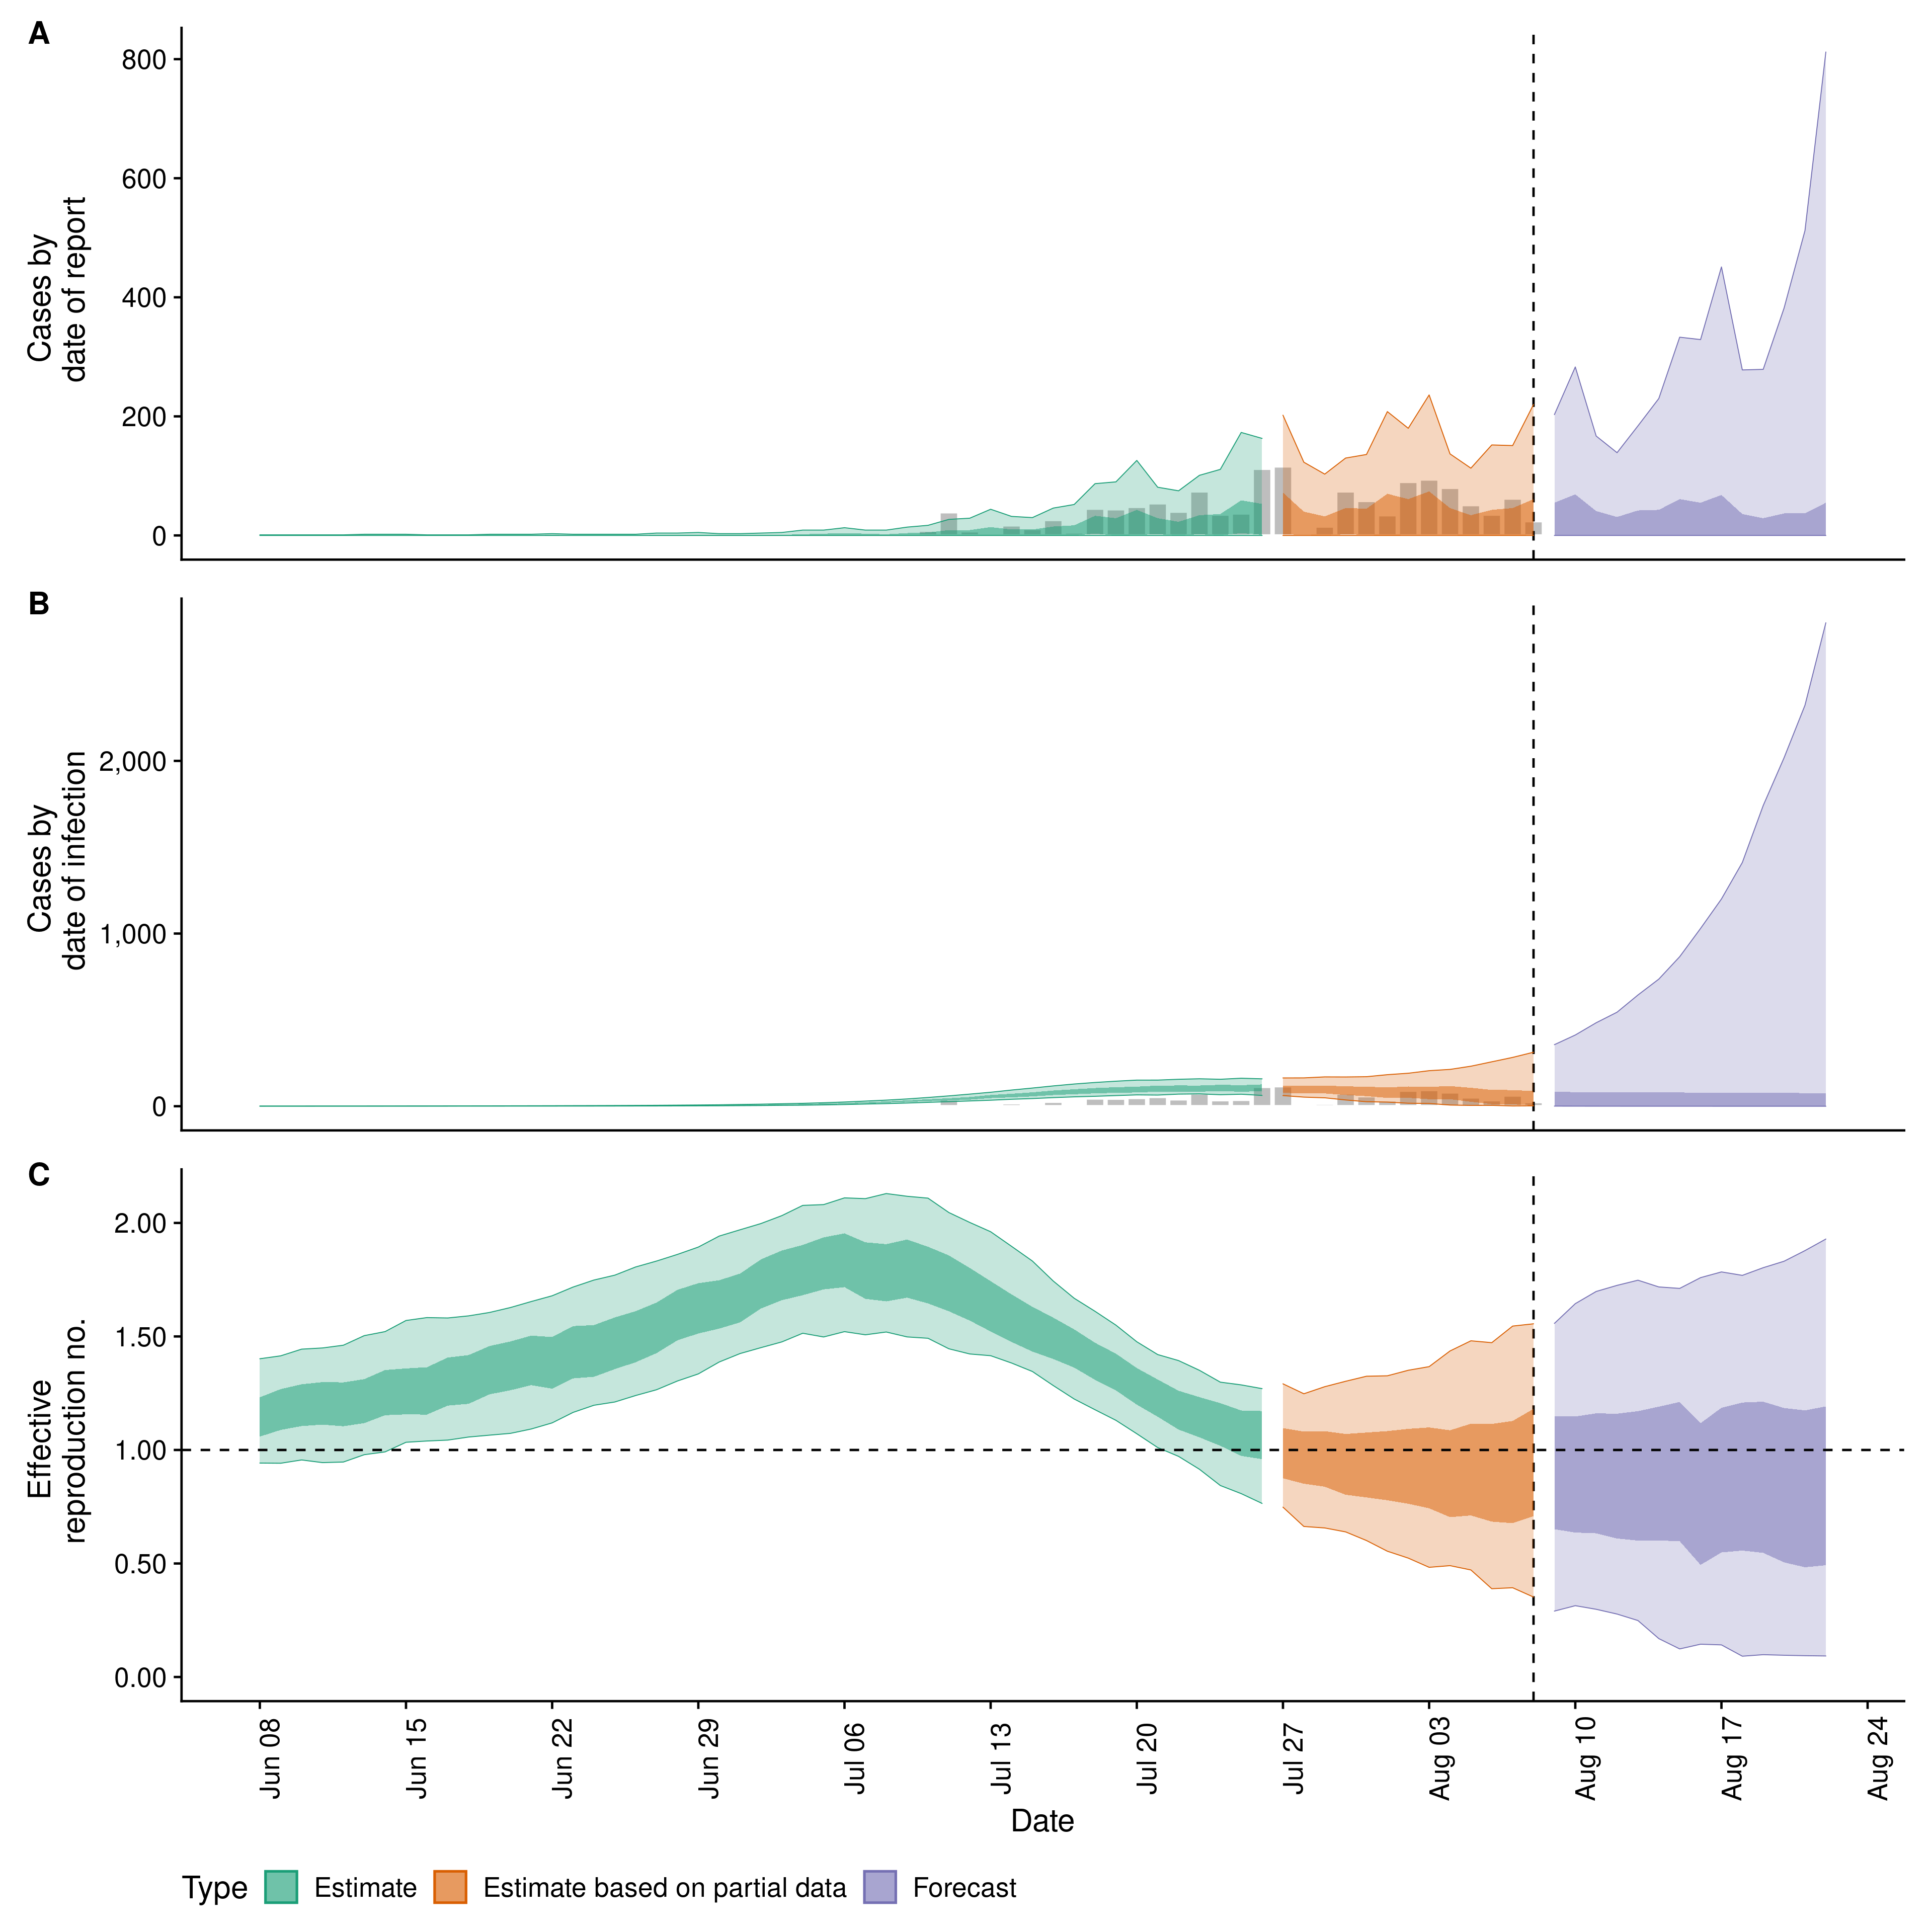 A
800
600
400
200
0
Cases by
date of report
B
2,000
1,000
0
Cases by
date of infection
C
2.00
1.50
1.00
0.50
0.00
Effective
reproduction no.
Jun 08
Jun 15
Jun 22
Jun 29
Jul 06
Jul 13
Jul 20
Jul 27
Aug 03
Aug 10
Aug 17
Aug 24
Date
Type Estimate Estimate based on partial data Forecast